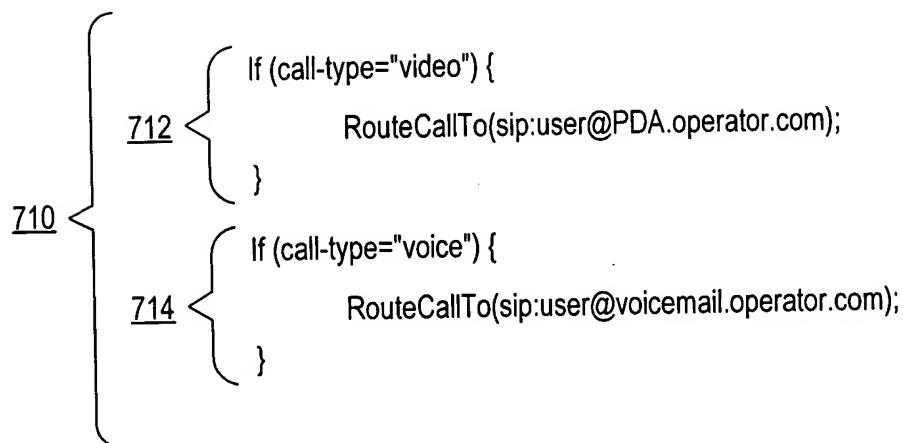 If (call-type="video") {
712
RouteCallTo(sip:user@PDA.operator.com);
}
710
If (call-type="voice") {
714
RouteCallTo(sip:user@voicemail.operator.com);
}